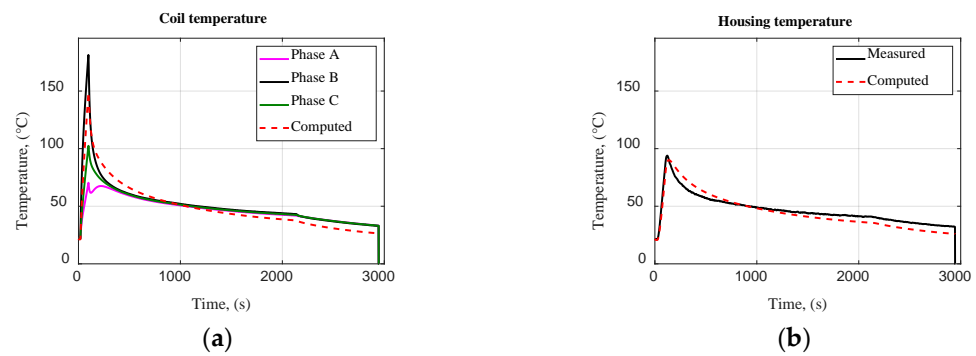 Coil temperature
Temperature, (°C)
150
100
50
0
0 1000 2000 3000
Time, (s)
Phase A
Phase B
Phase C
Computed
(a)
Housing temperature
Temperature, (°C)
150
100
50
0
0 1000 2000 3000
Time, (s)
Measured
Computed
(b)